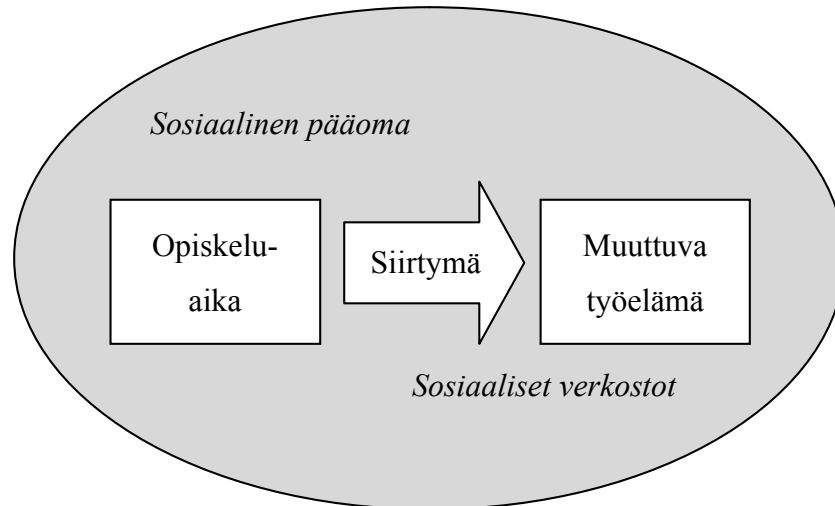 Sosiaalinen pääoma
Opiskelu-
aika
Siirtymä
Muuttuva
työelämä
Sosiaaliset verkostot